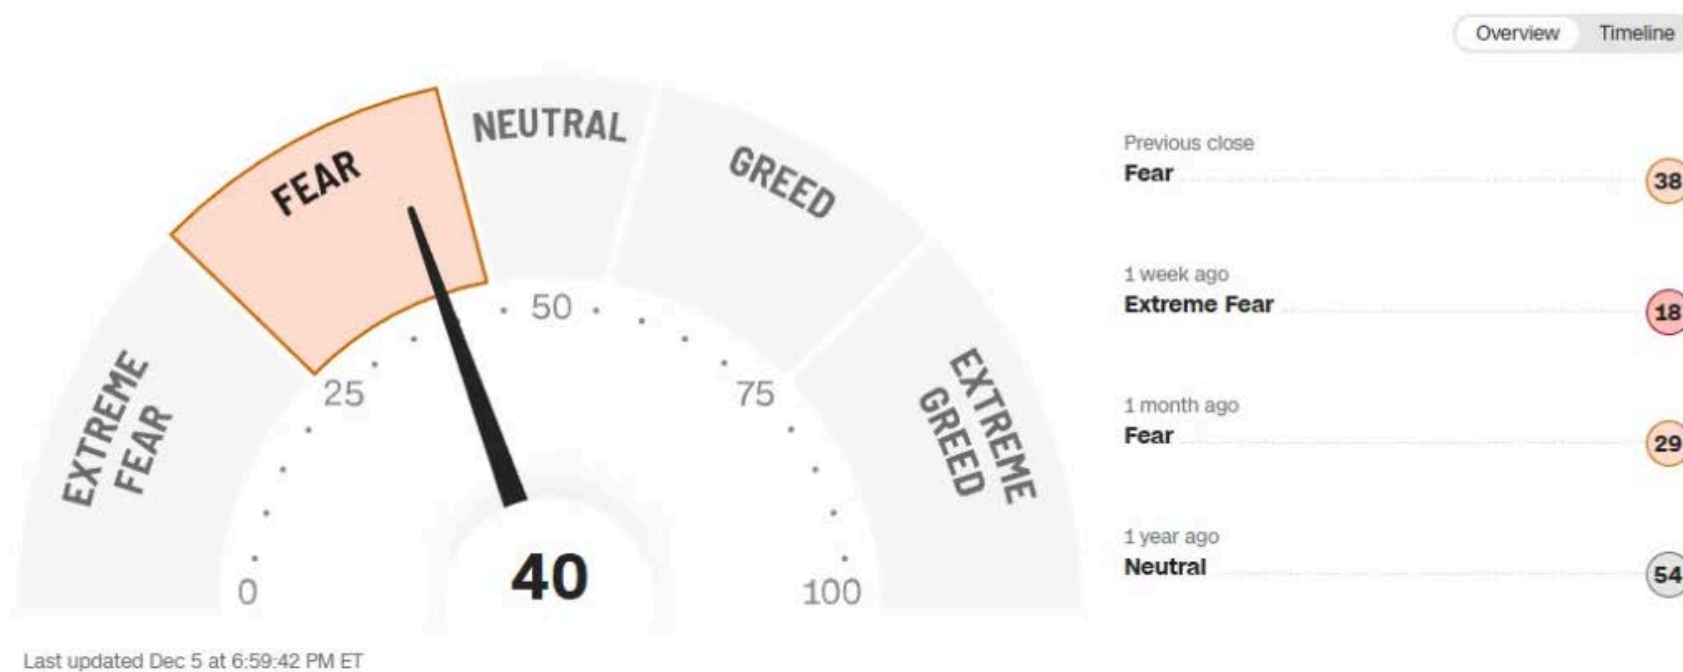 Overview
Timeline
EXTREME
FEAR
FEAR
NEUTRAL
GREED
EXTREME
GREED
0
25
50
75
100
40
Last updated Dec 5 at 6:59:42 PM ET
Previous close
Fear
38
1 week ago
Extreme Fear
18
1 month ago
Fear
29
1 year ago
Neutral
54